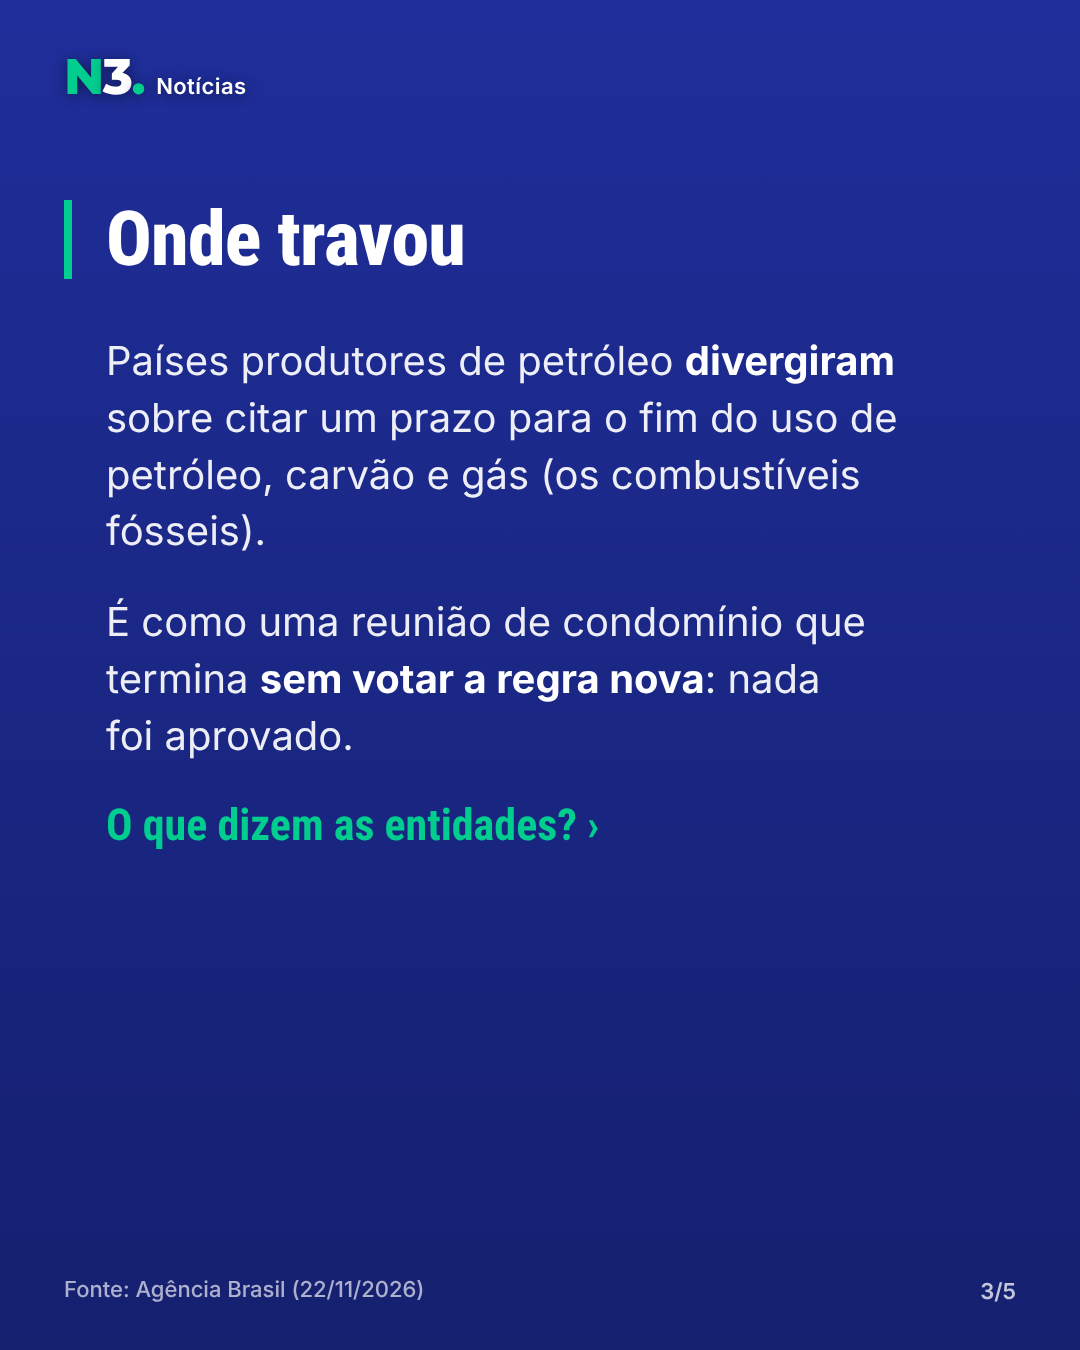 N3. Notícias
Onde travou
Países produtores de petróleo divergiram
sobre citar um prazo para o fim do uso de
petróleo, carvão e gás (os combustíveis
fósseis).
É como uma reunião de condomínio que
termina sem votar a regra nova: nada
foi aprovado.
O que dizem as entidades? ›
Fonte: Agência Brasil (22/11/2026)
3/5